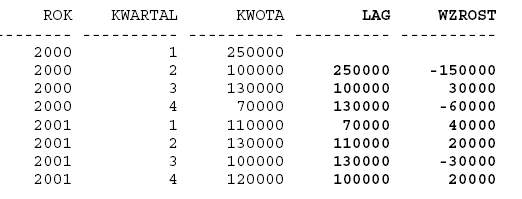 ROK KWARTAL KWOTA LAG WZROST
--------- ---------- ---------- ---------- ----------
2000 1 250000
2000 2 100000 250000 -150000
2000 3 130000 100000 30000
2000 4 70000 130000 -60000
2001 1 110000 70000 40000
2001 2 130000 110000 20000
2001 3 100000 130000 -30000
2001 4 120000 100000 20000